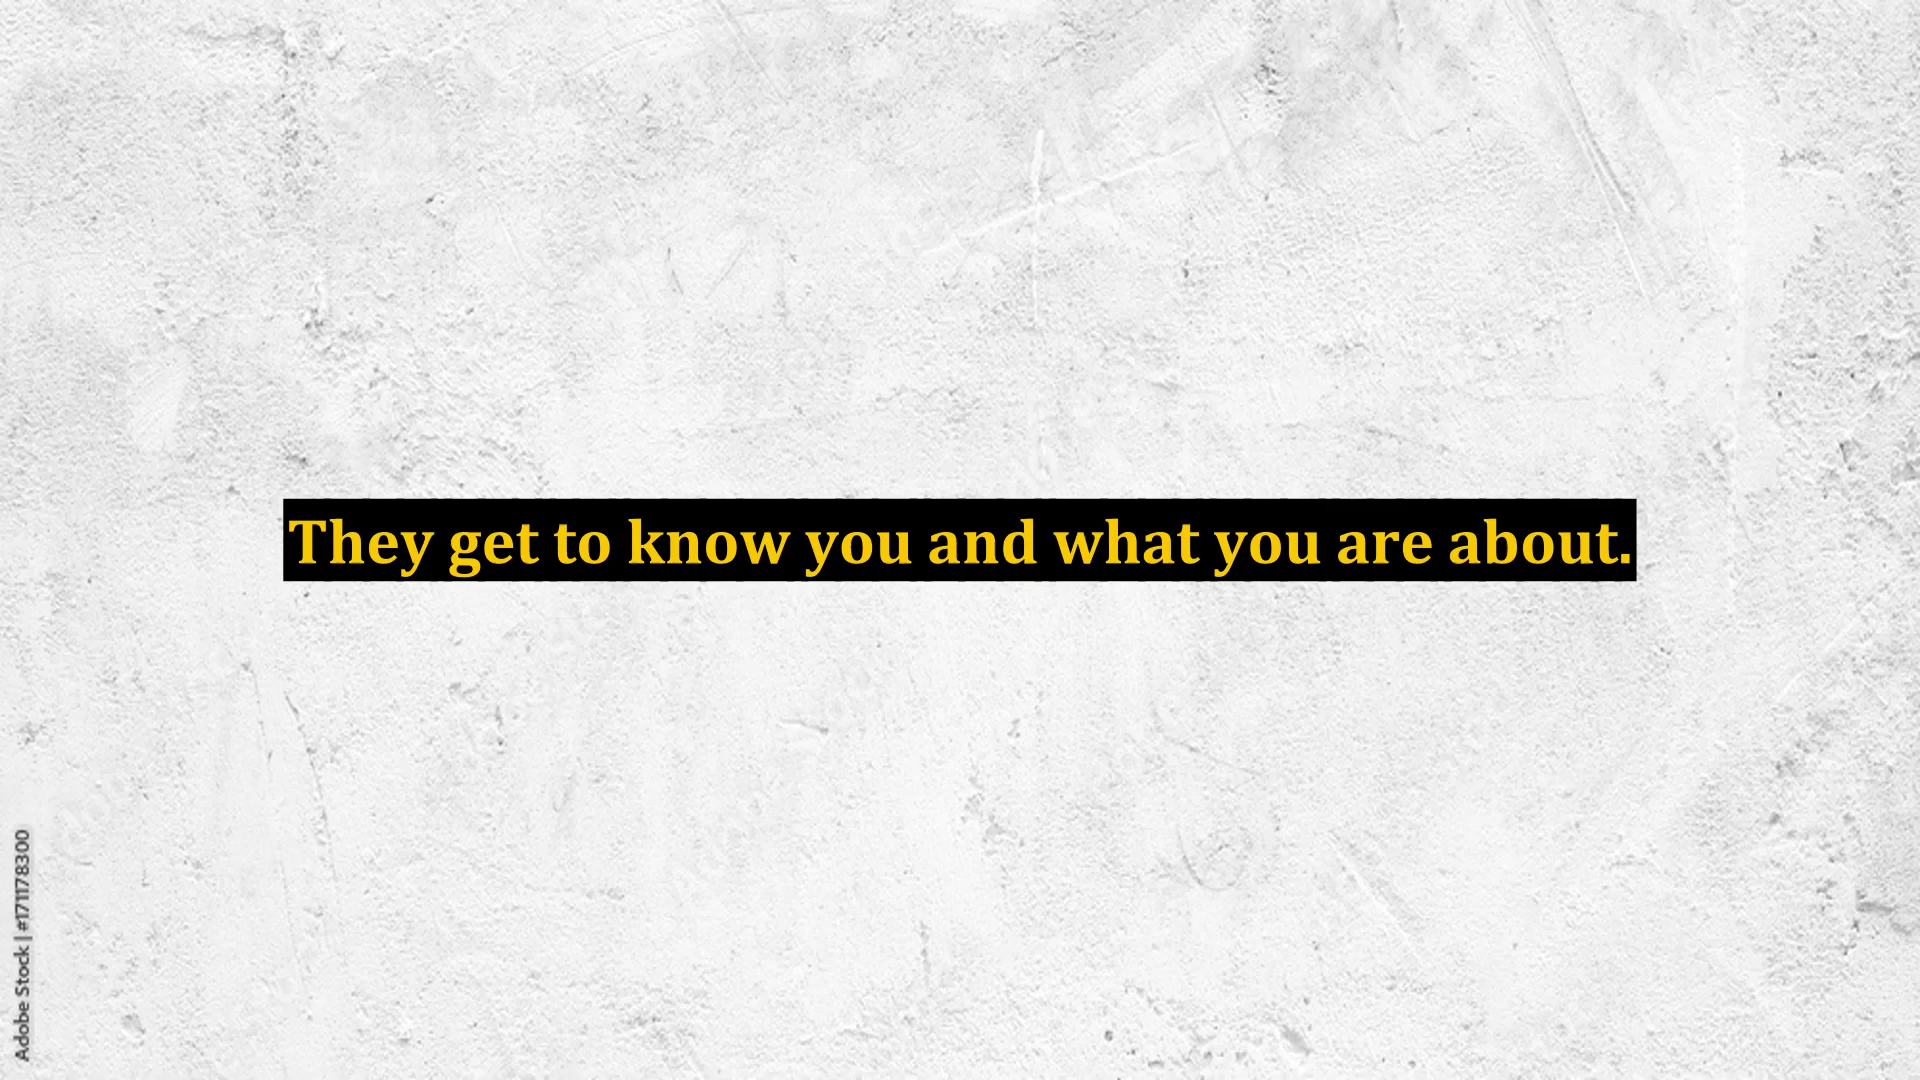 They get to know you and what you are about.
Adobe Stock | #171178300